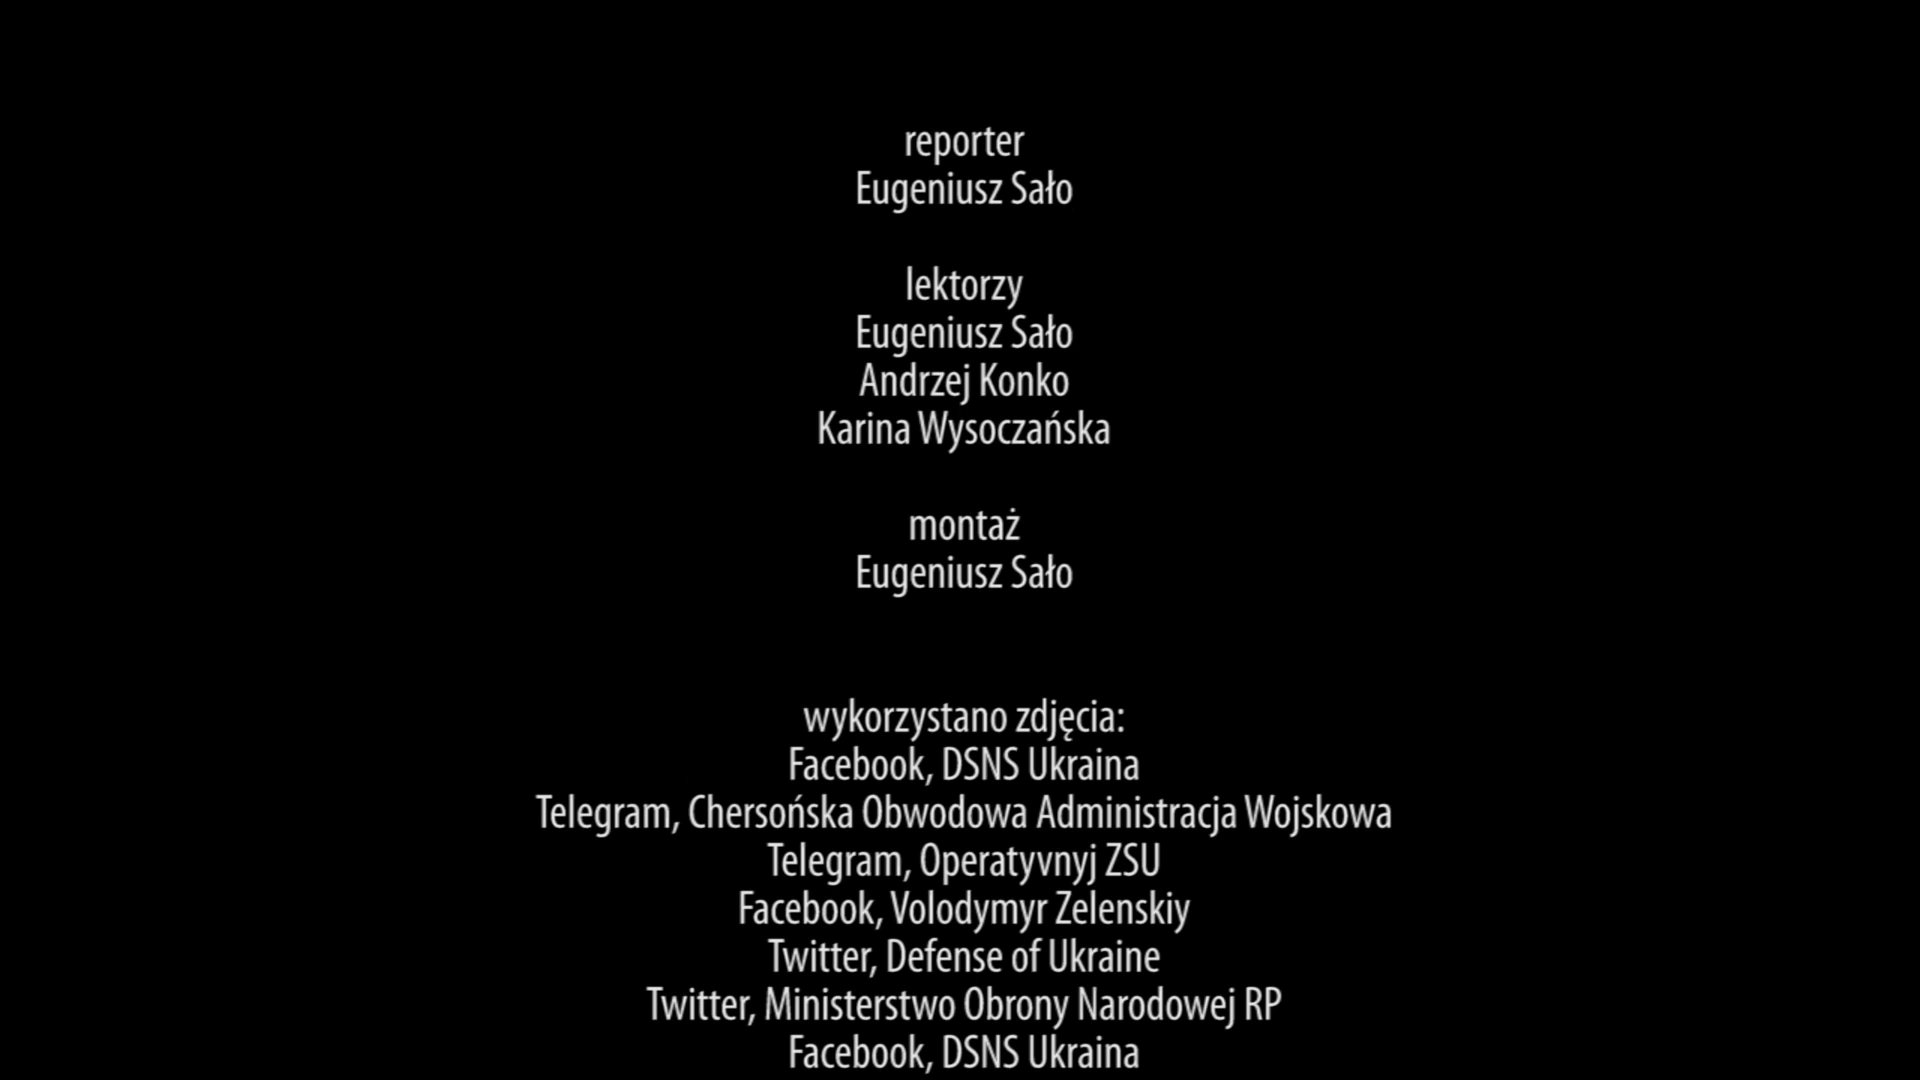 reporter
Eugeniusz Sało
lektorzy
Eugeniusz Sało
Andrzej Konko
Karina Wysoczańska
montaż
Eugeniusz Sało
wykorzystano zdjęcia:
Facebook, DSNS Ukraina
Telegram, Chersońska Obwodowa Administracja Wojskowa
Telegram, Operatyvnyj ZSU
Facebook, Volodymyr Zelenskiy
Twitter, Defense of Ukraine
Twitter, Ministerstwo Obrony Narodowej RP
Facebook, DSNS Ukraina